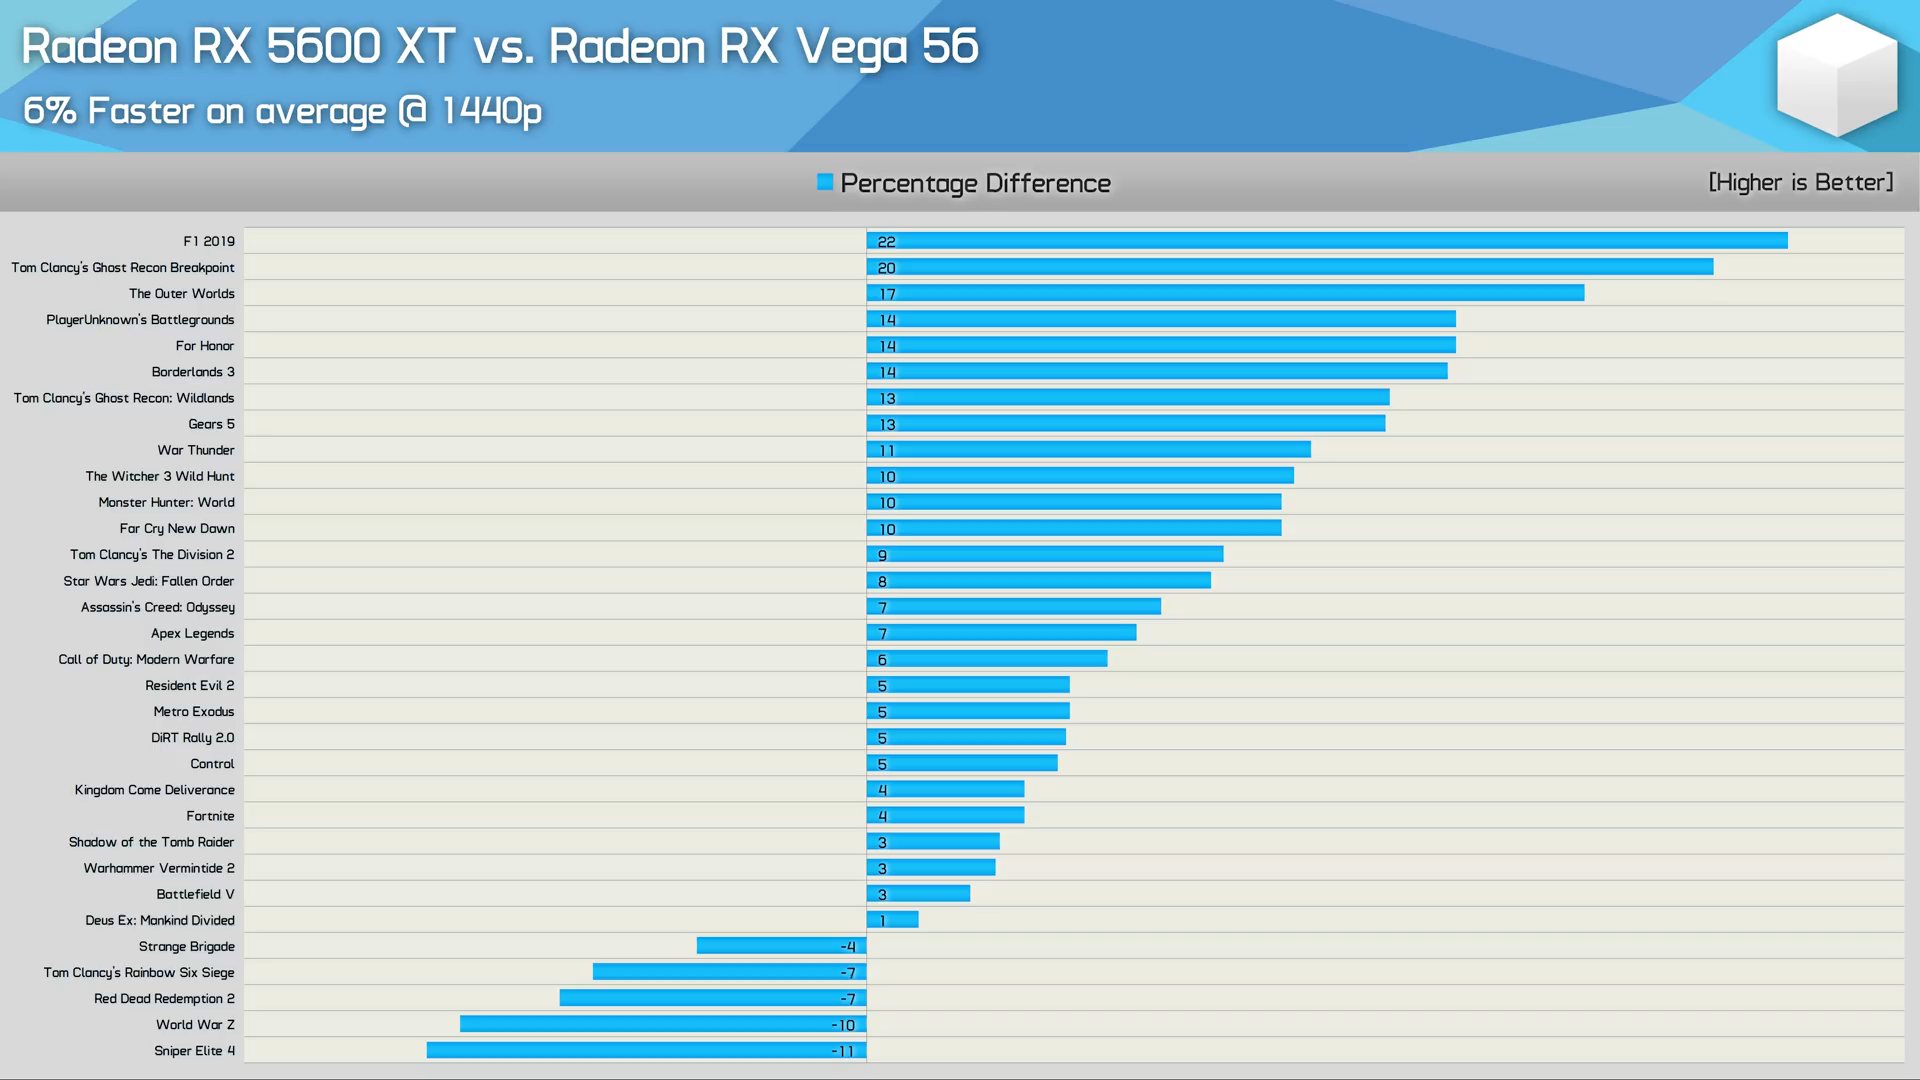 Radeon RX 5600 XT vs. Radeon RX Vega 56
6% Faster on average @ 1440p
Percentage Difference
[Higher is Better]
F1 2019 22
Tom Clancy's Ghost Recon Breakpoint 20
The Outer Worlds 17
PlayerUnknown's Battlegrounds 14
For Honor 14
Borderlands 3 14
Tom Clancy's Ghost Recon: Wildlands 13
Gears 5 13
War Thunder 11
The Witcher 3 Wild Hunt 10
Monster Hunter: World 10
Far Cry New Dawn 10
Tom Clancy's The Division 2 9
Star Wars Jedi: Fallen Order 8
Assassin's Creed: Odyssey 7
Apex Legends 7
Call of Duty: Modern Warfare 6
Resident Evil 2 5
Metro Exodus 5
DiRT Rally 2.0 5
Control 5
Kingdom Come Deliverance 4
Fortnite 4
Shadow of the Tomb Raider 3
Warhammer Vermintide 2 3
Battlefield V 3
Deus Ex: Mankind Divided 1
Strange Brigade -4
Tom Clancy's Rainbow Six Siege -7
Red Dead Redemption 2 -7
World War Z -10
Sniper Elite 4 -11